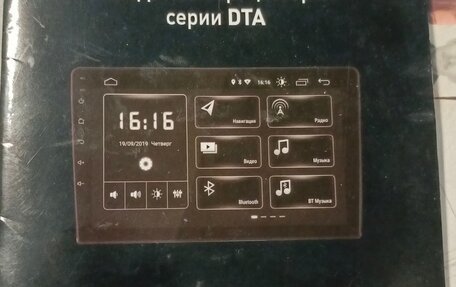 серии DTA
16:16
16:16
19/09/2019 Четверг
Навигация
Радио
Видео
Музыка
Bluetooth
BT Музыка